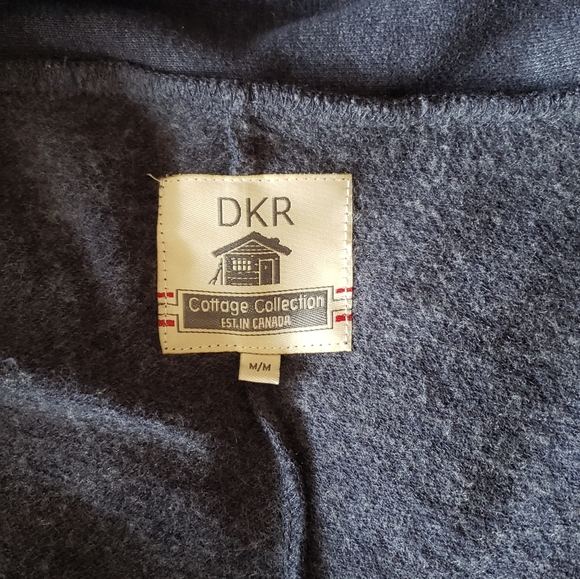 DKR
Cottage Collection
EST. IN CANADA
M/M